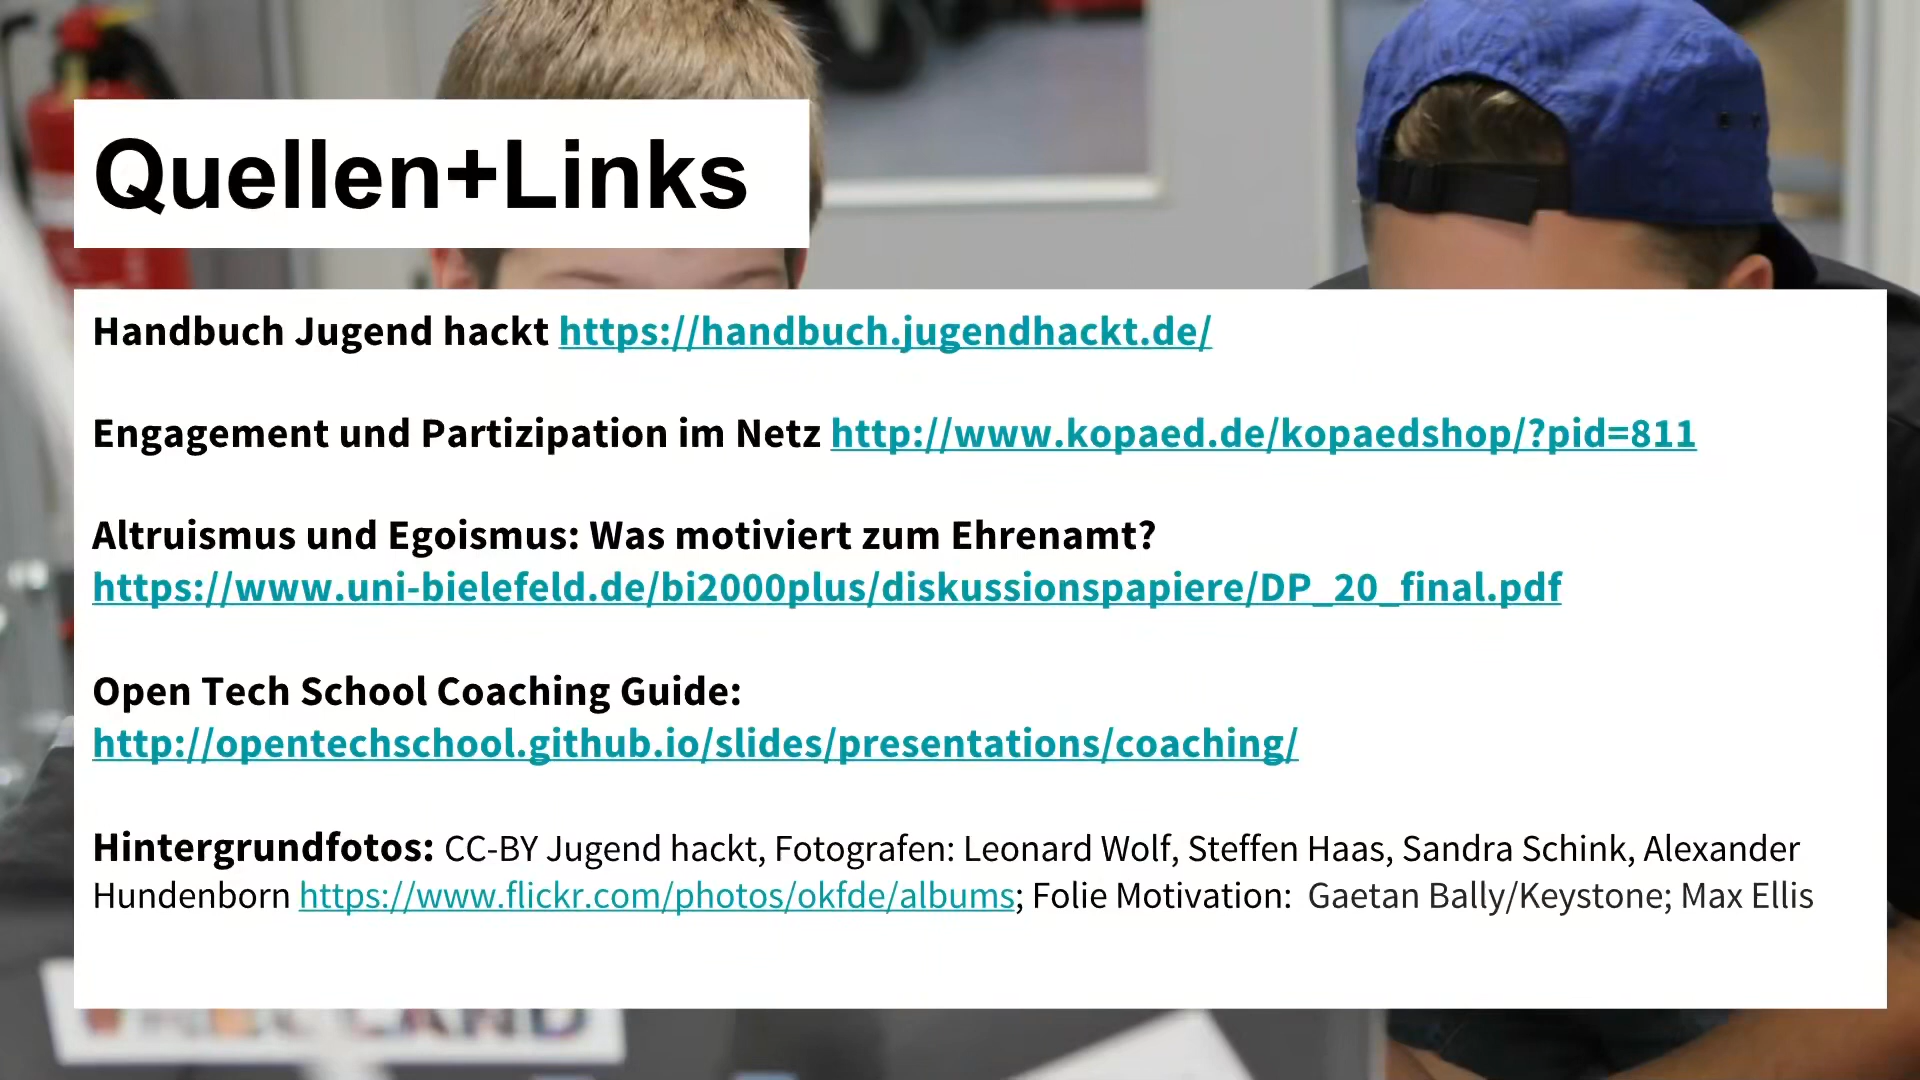 Quellen+Links
Handbuch Jugend hackt https://handbuch.jugendhackt.de/
Engagement und Partizipation im Netz http://www.kopaed.de/kopaedshop/?pid=811
Altruismus und Egoismus: Was motiviert zum Ehrenamt?
https://www.uni-bielefeld.de/bi2000plus/diskussionspapiere/DP_20_final.pdf
Open Tech School Coaching Guide:
http://opentechschool.github.io/slides/presentations/coaching/
Hintergrundfotos: CC-BY Jugend hackt, Fotografen: Leonard Wolf, Steffen Haas, Sandra Schink, Alexander
Hundenborn https://www.flickr.com/photos/okfde/albums; Folie Motivation: Gaetan Bally/Keystone; Max Ellis